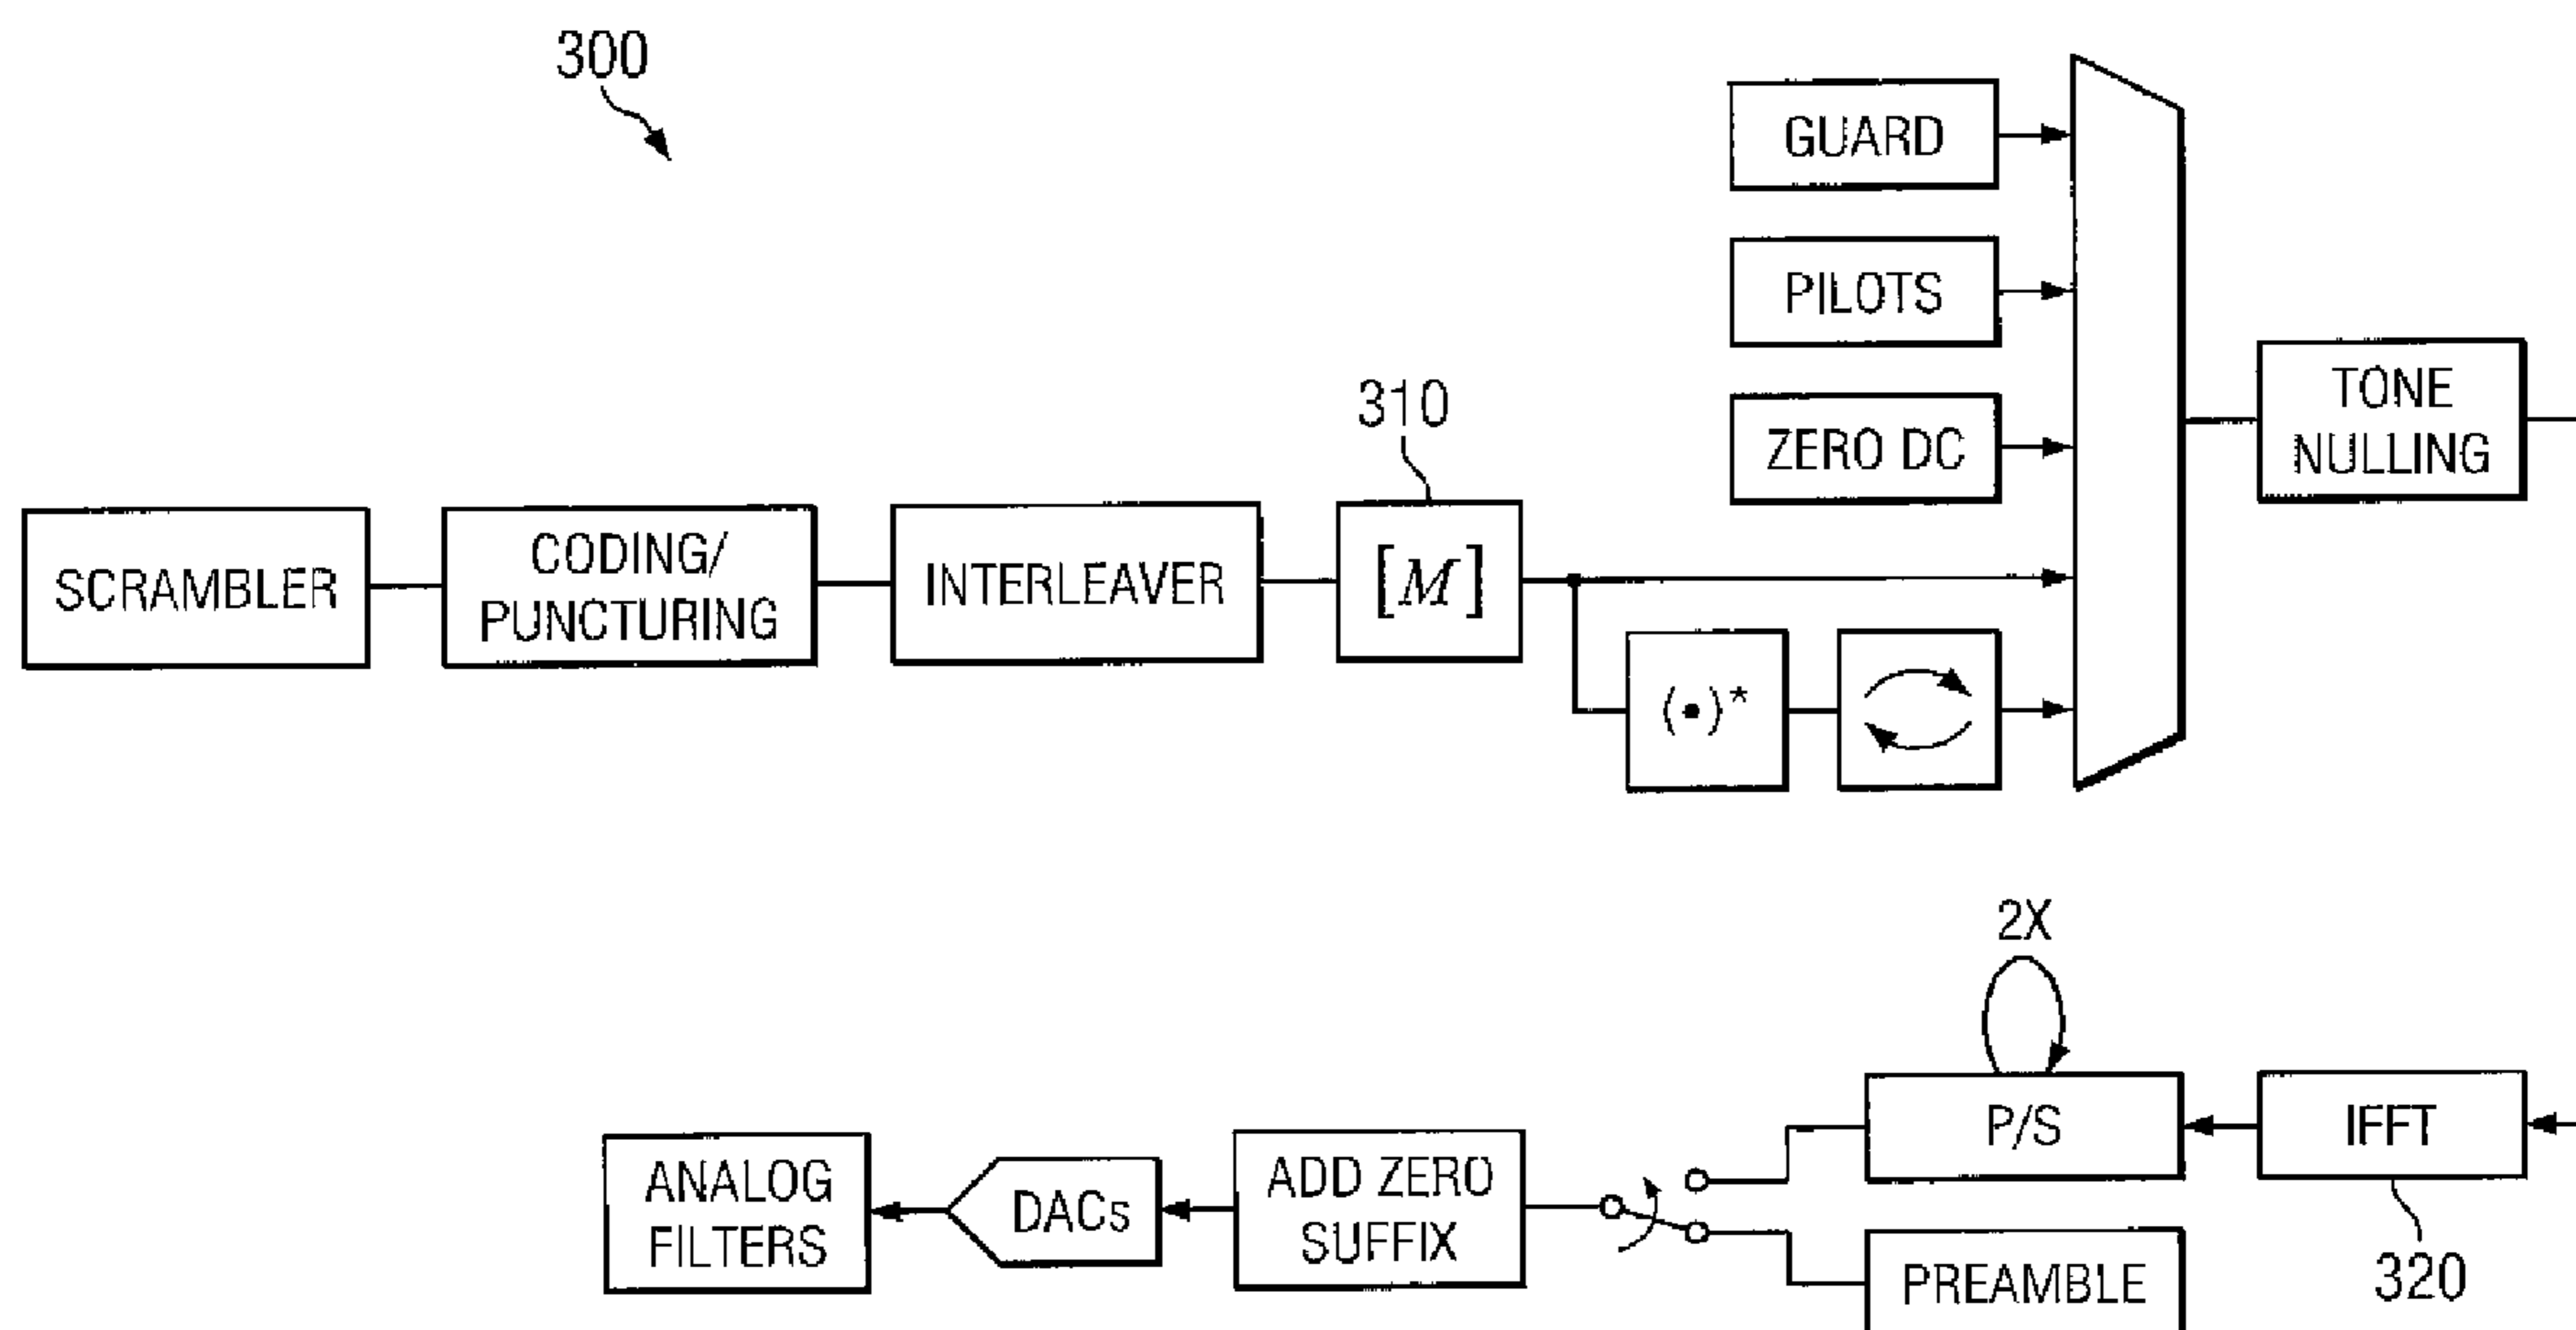 300
GUARD
PILOTS
ZERO DC
TONE
NULLING
310
SCRAMBLER
CODING/
PUNCTURING
INTERLEAVER
[M]
(•)*
2X
P/S
IFFT
320
PREAMBLE
ADD ZERO
SUFFIX
DACs
ANALOG
FILTERS